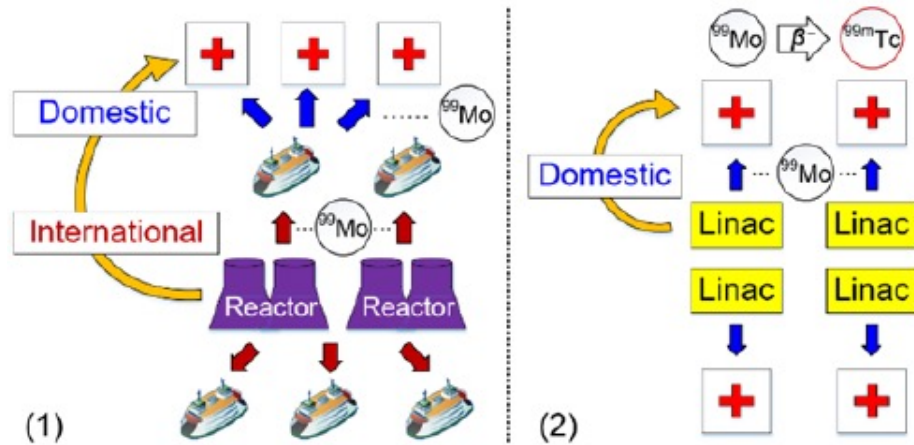 Domestic
⁹⁹Mo
International
⁹⁹Mo
Reactor
Reactor
(1)
⁹⁹Mo
β⁻
⁹⁹ᵐTc
Domestic
⁹⁹Mo
Linac
Linac
Linac
Linac
(2)